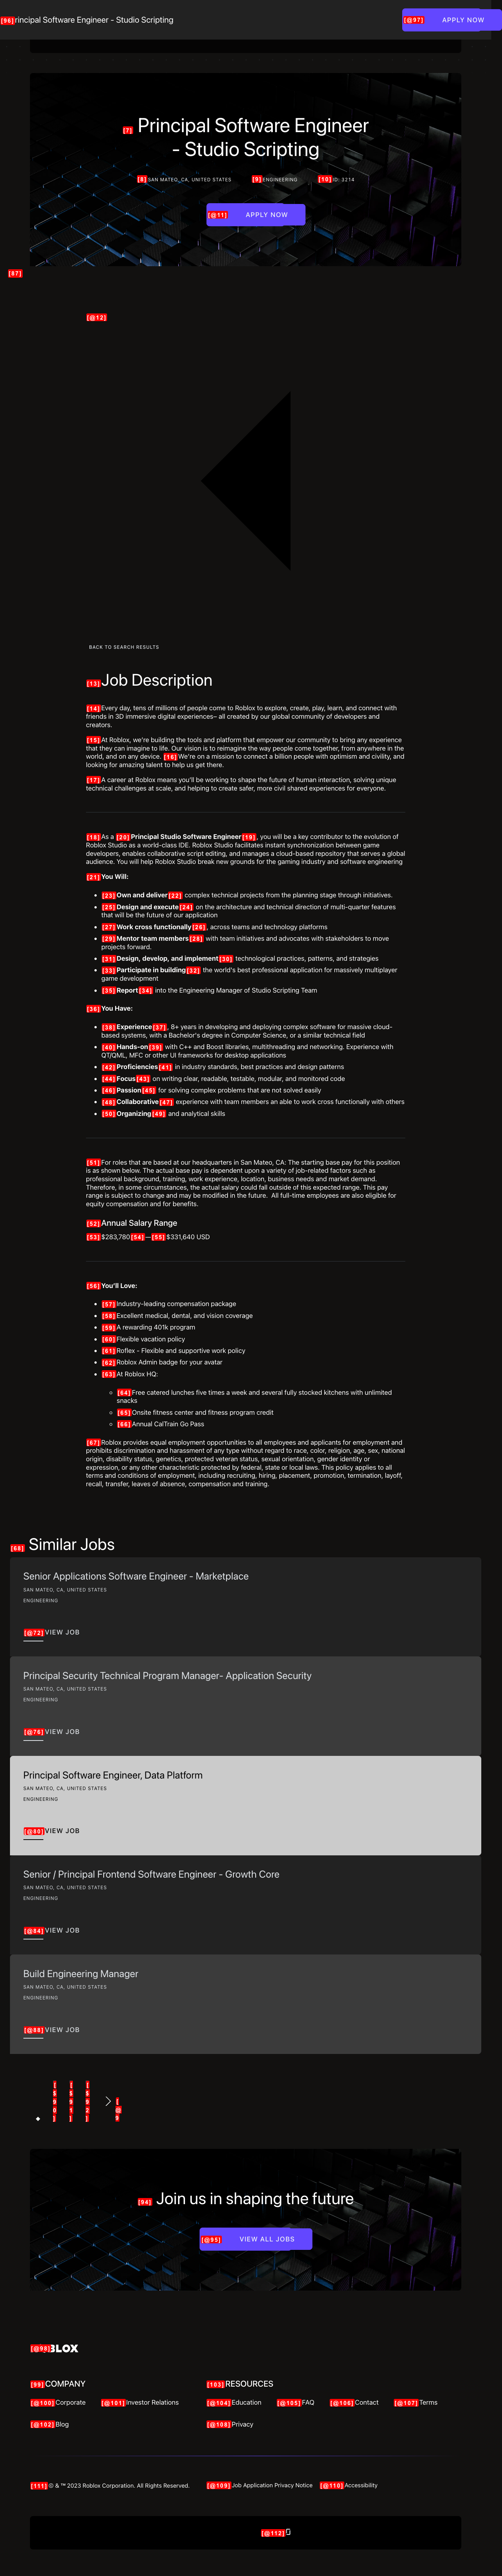 [96]rincipal Software Engineer - Studio Scripting
[@97] APPLY NOW
[7] Principal Software Engineer
- Studio Scripting
[8]SAN MATEO, CA, UNITED STATES [9]ENGINEERING [10]ID: 3214
[@11] APPLY NOW
[87]
[@12]
BACK TO SEARCH RESULTS
[13]Job Description
[14]Every day, tens of millions of people come to Roblox to explore, create, play, learn, and connect with
friends in 3D immersive digital experiences– all created by our global community of developers and
creators.
[15]At Roblox, we're building the tools and platform that empower our community to bring any experience
that they can imagine to life. Our vision is to reimagine the way people come together, from anywhere in the
world, and on any device. [16]We're on a mission to connect a billion people with optimism and civility, and
looking for amazing talent to help us get there.
[17]A career at Roblox means you'll be working to shape the future of human interaction, solving unique
technical challenges at scale, and helping to create safer, more civil shared experiences for everyone.
[18]As a [20]Principal Studio Software Engineer[19], you will be a key contributor to the evolution of
Roblox Studio as a world-class IDE. Roblox Studio facilitates instant synchronization between game
developers, enables collaborative script editing, and manages a cloud-based repository that serves a global
audience. You will help Roblox Studio break new grounds for the gaming industry and software engineering
[21]You Will:
[23]Own and deliver[22] complex technical projects from the planning stage through initiatives.
[25]Design and execute[24] on the architecture and technical direction of multi-quarter features
that will be the future of our application
[27]Work cross functionally[26], across teams and technology platforms
[29]Mentor team members[28] with team initiatives and advocates with stakeholders to move
projects forward.
[31]Design, develop, and implement[30] technological practices, patterns, and strategies
[33]Participate in building[32] the world's best professional application for massively multiplayer
game development
[35]Report[34] into the Engineering Manager of Studio Scripting Team
[36]You Have:
[38]Experience[37], 8+ years in developing and deploying complex software for massive cloud-
based systems, with a Bachelor's degree in Computer Science, or a similar technical field
[40]Hands-on[39] with C++ and Boost libraries, multithreading and networking. Experience with
QT/QML, MFC or other UI frameworks for desktop applications
[42]Proficiencies[41] in industry standards, best practices and design patterns
[44]Focus[43] on writing clear, readable, testable, modular, and monitored code
[46]Passion[45] for solving complex problems that are not solved easily
[48]Collaborative[47] experience with team members an able to work cross functionally with others
[50]Organizing[49] and analytical skills
[51]For roles that are based at our headquarters in San Mateo, CA: The starting base pay for this position
is as shown below. The actual base pay is dependent upon a variety of job-related factors such as
professional background, training, work experience, location, business needs and market demand.
Therefore, in some circumstances, the actual salary could fall outside of this expected range. This pay
range is subject to change and may be modified in the future.  All full-time employees are also eligible for
equity compensation and for benefits.
[52]Annual Salary Range
[53]$283,780[54]—[55]$331,640 USD
[56]You'll Love:
[57]Industry-leading compensation package
[58]Excellent medical, dental, and vision coverage
[59]A rewarding 401k program
[60]Flexible vacation policy
[61]Roflex - Flexible and supportive work policy
[62]Roblox Admin badge for your avatar
[63]At Roblox HQ:
[64]Free catered lunches five times a week and several fully stocked kitchens with unlimited
snacks
[65]Onsite fitness center and fitness program credit
[66]Annual CalTrain Go Pass
[67]Roblox provides equal employment opportunities to all employees and applicants for employment and
prohibits discrimination and harassment of any type without regard to race, color, religion, age, sex, national
origin, disability status, genetics, protected veteran status, sexual orientation, gender identity or
expression, or any other characteristic protected by federal, state or local laws. This policy applies to all
terms and conditions of employment, including recruiting, hiring, placement, promotion, termination, layoff,
recall, transfer, leaves of absence, compensation and training.
[68] Similar Jobs
Senior Applications Software Engineer - Marketplace
SAN MATEO, CA, UNITED STATES
ENGINEERING
[@72]VIEW JOB
Principal Security Technical Program Manager- Application Security
SAN MATEO, CA, UNITED STATES
ENGINEERING
[@76]VIEW JOB
Principal Software Engineer, Data Platform
SAN MATEO, CA, UNITED STATES
ENGINEERING
[@80]VIEW JOB
Senior / Principal Frontend Software Engineer - Growth Core
SAN MATEO, CA, UNITED STATES
ENGINEERING
[@84]VIEW JOB
Build Engineering Manager
SAN MATEO, CA, UNITED STATES
ENGINEERING
[@88]VIEW JOB
[$90] [$91] [$92] [@9
[94] Join us in shaping the future
[@95] VIEW ALL JOBS
[@98]BLOX
[99]COMPANY
[103]RESOURCES
[@100]Corporate [@101]Investor Relations [@104]Education [@105]FAQ [@106]Contact [@107]Terms
[@102]Blog [@108]Privacy
[111]© & ™ 2023 Roblox Corporation. All Rights Reserved. [@109]Job Application Privacy Notice [@110]Accessibility
[@112]